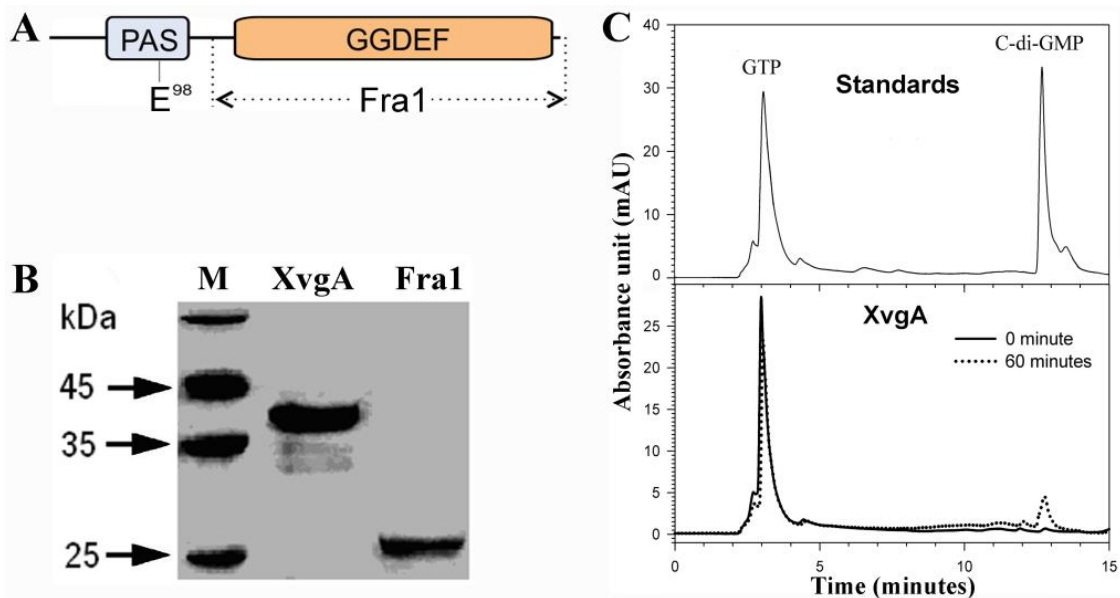 A
PAS
GGDEF
E98
Fra1
B
M XvgA Fra1
kDa
45
35
25
C
40
30
20
10
0
GTP
C-di-GMP
Standards
Absorbance unit (mAU)
25
20
15
10
5
0
XvgA
0 minute
60 minutes
0 5 10 15
Time (minutes)